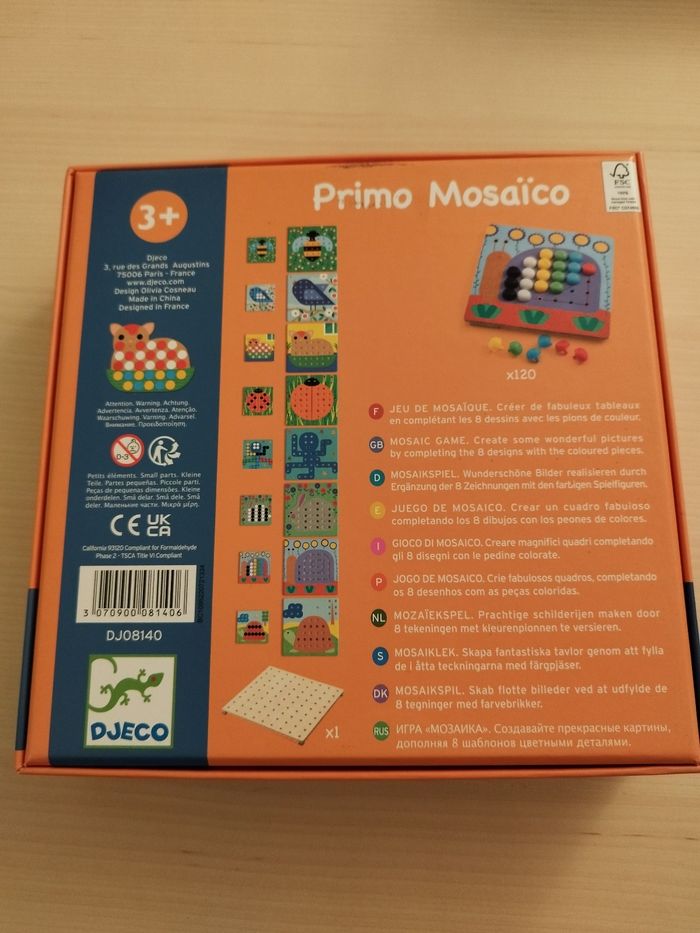 Primo Mosaïco
3+
FSC
Djeco
3, rue des Grands Augustins
75006 Paris - France
www.djeco.com
Design Olivia Cosneau
Made in China
Designed in France
Attention. Warning. Achtung.
Advertencia. Avvertenza. Atenção.
Waarschuwing. Varning. Advarsel.
Внимание. Προειδοποίηση.
0-3
Petits éléments. Small parts. Kleine
Teile. Partes pequeñas. Piccole parti.
Peças de pequenas dimensões. Kleine
onderdelen. Små delar. Små dele. Små
deler. Маленькие части. Μικρά μέρη.
CE UK
CA
California 93120 Compliant for Formaldehyde
Phase 2 - TSCA Title VI Compliant
3 070900 081406
DJ08140
DJECO
x1
x120
F JEU DE MOSAÏQUE. Créer de fabuleux tableaux
en complétant les 8 dessins avec les pions de couleur.
GB MOSAIC GAME. Create some wonderful pictures
by completing the 8 designs with the coloured pieces.
D MOSAIKSPIEL. Wunderschöne Bilder realisieren durch
Ergänzung der 8 Zeichnungen mit den farbigen Spielfiguren.
E JUEGO DE MOSAICO. Crear un cuadro fabuloso
completando los 8 dibujos con los peones de colores.
I GIOCO DI MOSAICO. Creare magnifici quadri completando
gli 8 disegni con le pedine colorate.
P JOGO DE MOSAICO. Crie fabulosos quadros, completando
os 8 desenhos com as peças coloridas.
NL MOZAÏEKSPEL. Prachtige schilderijen maken door
8 tekeningen met kleurenpionnen te versieren.
S MOSAIKLEK. Skapa fantastiska tavlor genom att fylla
de i åtta teckningarna med färgpjäser.
DK MOSAIKSPIL. Skab flotte billeder ved at udfylde de
8 tegninger med farvebrikker.
RUS ИГРА «МОЗАИКА». Создавайте прекрасные картины,
дополняя 8 шаблонов цветными деталями.